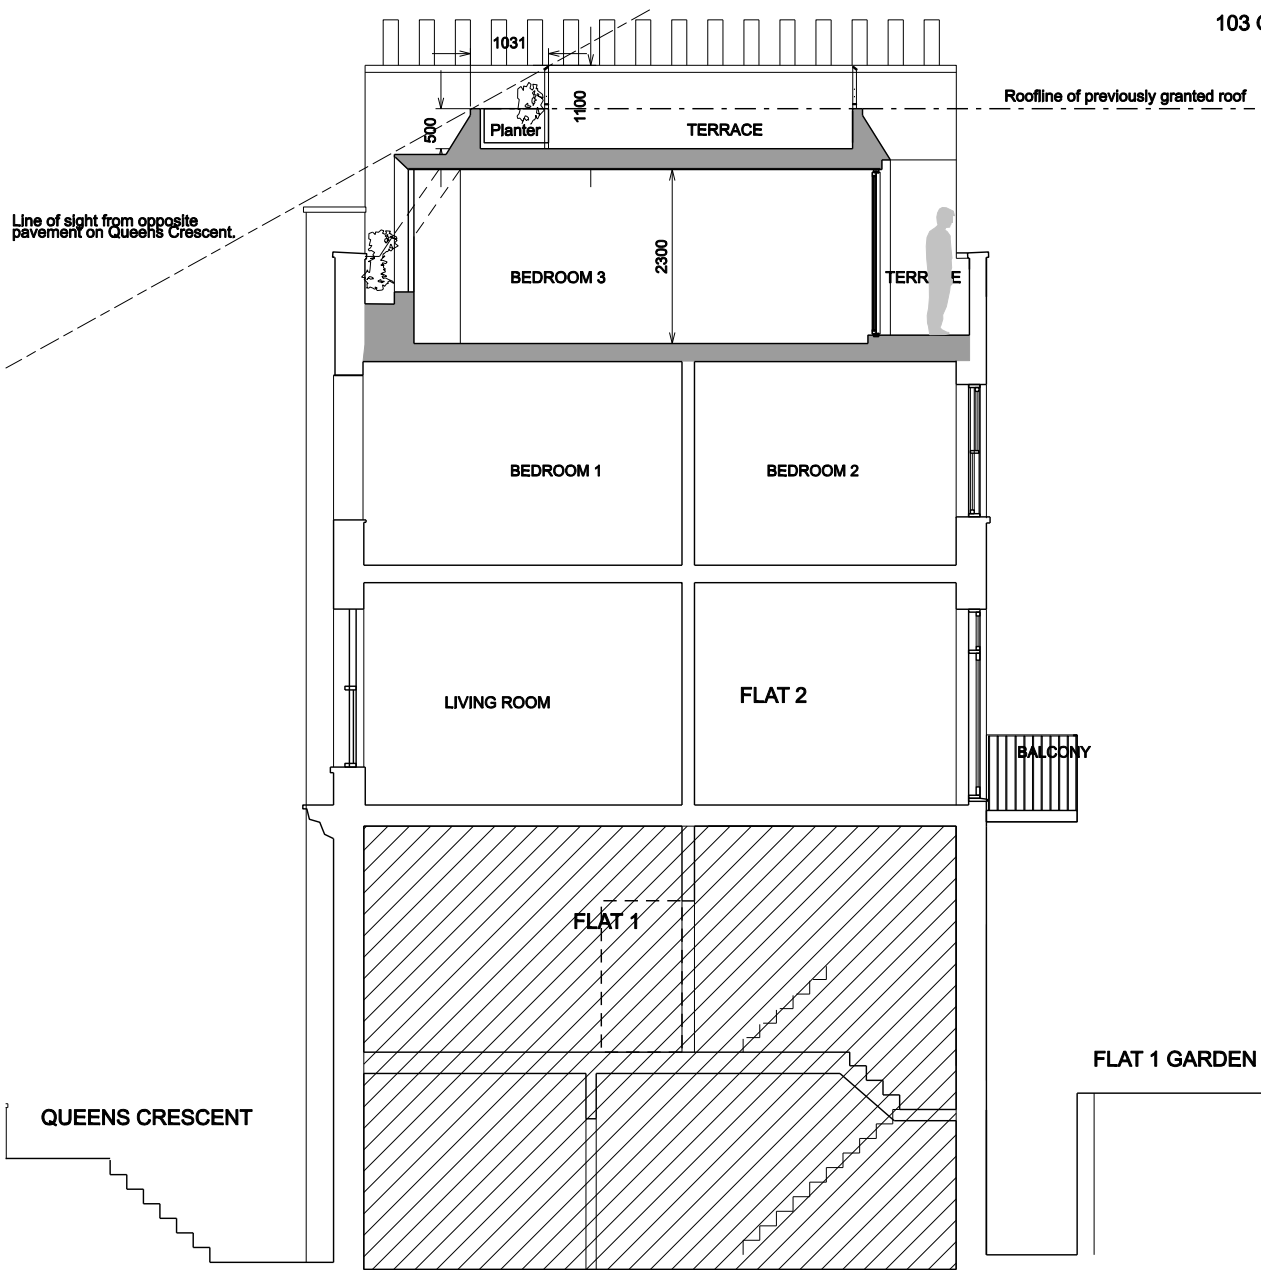 103
1031
Roofline of previously granted roof
1100
500
Planter
TERRACE
Line of sight from opposite
pavement on Queens Crescent.
2300
BEDROOM 3
BEDROOM 1
BEDROOM 2
LIVING ROOM
FLAT 2
BALCONY
FLAT 1
FLAT 1 GARDEN
QUEENS CRESCENT